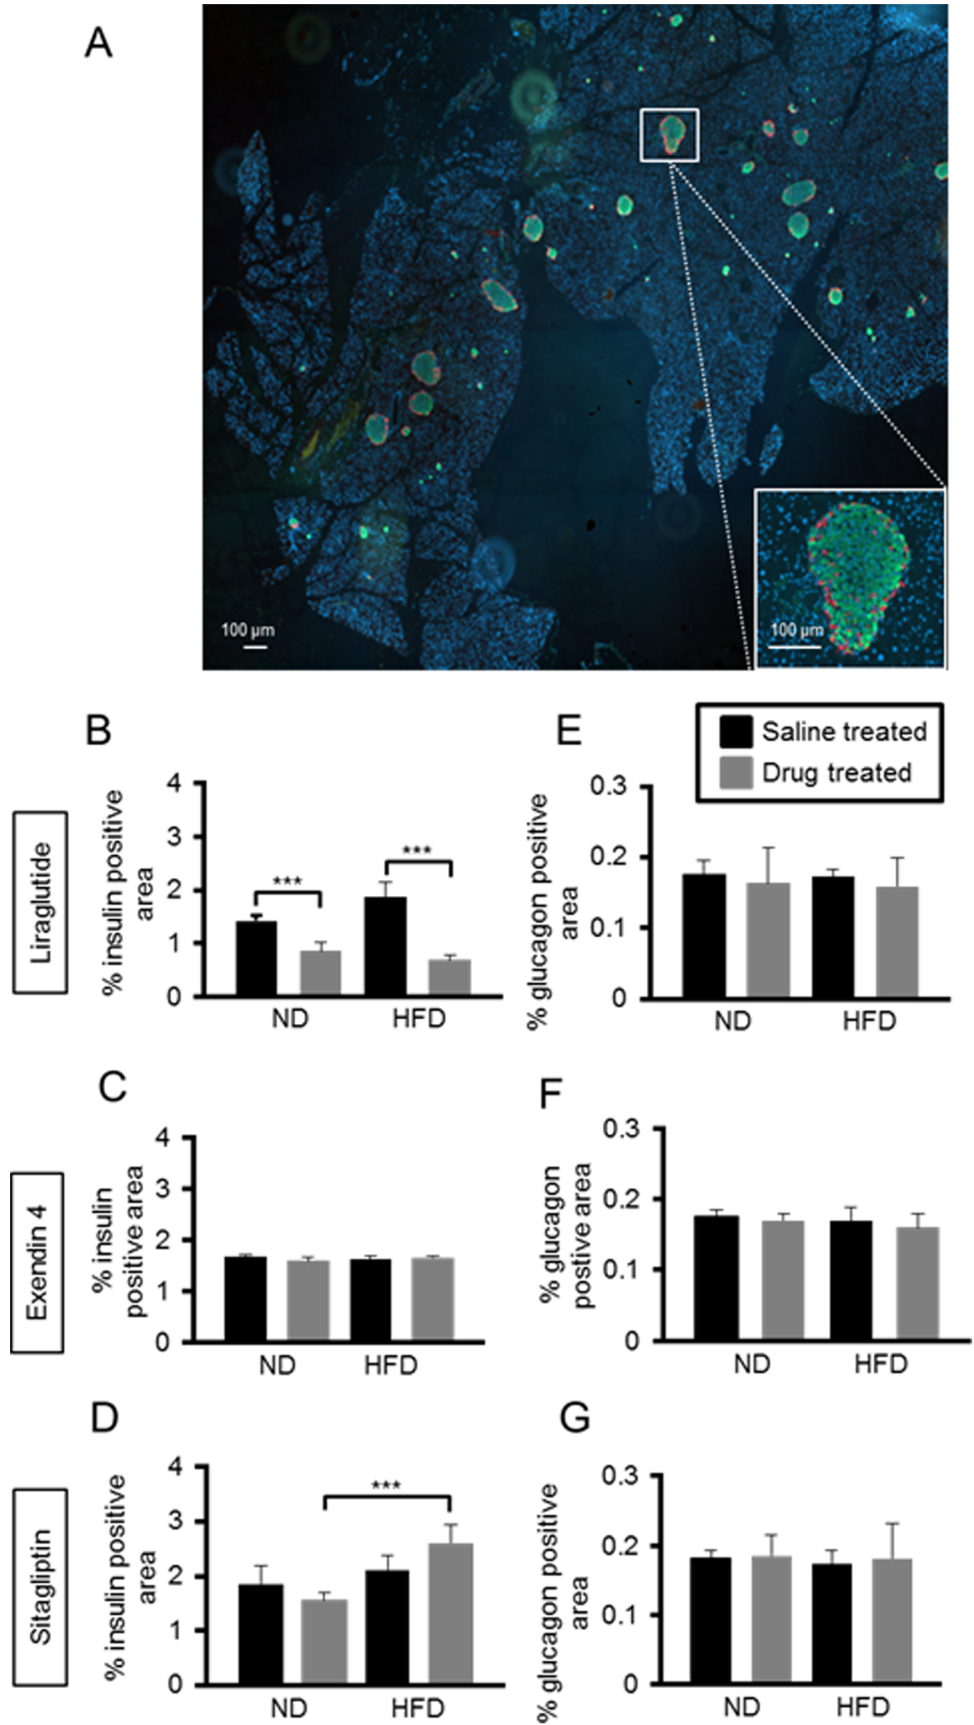 A
100 µm
100 µm
B
E
Saline treated
Drug treated
Liraglutide
% insulin positive
area
4
3
2
1
0
***
***
ND
HFD
% glucagon positive
area
0.3
0.2
0.1
0
ND
HFD
C
F
Exendin 4
% insulin
positive area
4
3
2
1
0
ND
HFD
% glucagon
postive area
0.3
0.2
0.1
0
ND
HFD
D
G
Sitagliptin
% insulin positive
area
4
3
2
1
0
***
ND
HFD
% glucagon positive
area
0.3
0.2
0.1
0
ND
HFD